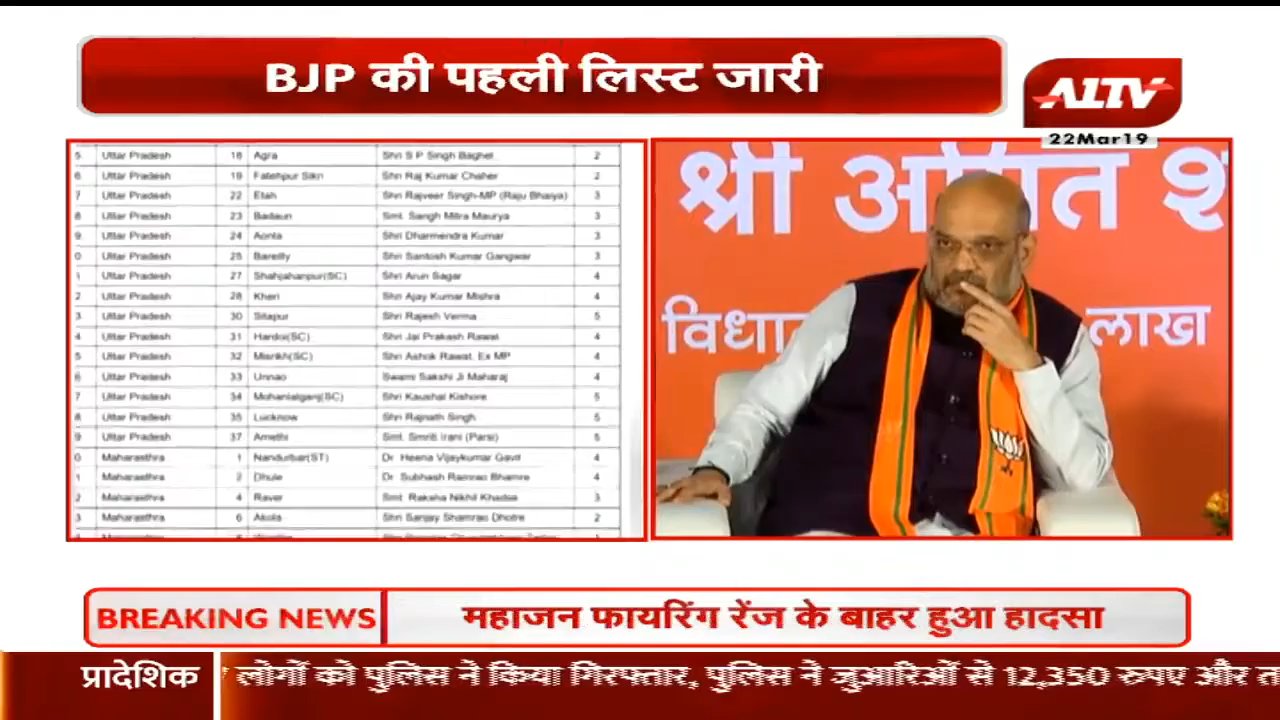 BJP की पहली लिस्ट जारी
ALTV
22Mar19
5 Uttar Pradesh 18 Agra Shri S P Singh Baghel 2
6 Uttar Pradesh 19 Fatehpur Sikri Shri Raj Kumar Chaher 2
7 Uttar Pradesh 22 Etah Shri Rajveer Singh-MP (Raju Bhaiya) 3
8 Uttar Pradesh 23 Badaun Smt. Sangh Mitra Maurya 3
9 Uttar Pradesh 24 Aonla Shri Dharmendra Kumar 3
0 Uttar Pradesh 25 Bareilly Shri Santosh Kumar Gangwar 3
1 Uttar Pradesh 27 Shahjahanpur(SC) Shri Arun Sagar 4
2 Uttar Pradesh 28 Kheri Shri Ajay Kumar Mishra 4
3 Uttar Pradesh 30 Sitapur Shri Rajesh Verma 5
4 Uttar Pradesh 31 Hardoi(SC) Shri Jai Prakash Rawat 4
5 Uttar Pradesh 32 Misrikh(SC) Shri Ashok Rawat, Ex MP 4
6 Uttar Pradesh 33 Unnao Swami Sakshi Ji Maharaj 4
7 Uttar Pradesh 34 Mohanlalganj(SC) Shri Kaushal Kishore 5
8 Uttar Pradesh 35 Lucknow Shri Rajnath Singh 5
9 Uttar Pradesh 37 Amethi Smt. Smriti Irani (Parsi) 5
0 Maharasthra 1 Nandurbar(ST) Dr Heena Vijaykumar Gavit 4
1 Maharasthra 2 Dhule Dr Subhash Ramrao Bhamre 4
2 Maharasthra 4 Raver Smt Raksha Nikhil Khadse 3
3 Maharasthra 6 Akola Shri Sanjay Shamrao Dhotre 2
श्री अमित श
विधा लाख
BREAKING NEWS महाजन फायरिंग रेंज के बाहर हुआ हादसा
प्रादेशिक लोगों को पुलिस ने किया गिरफ्तार, पुलिस ने जुआरिओं से 12,350 रुपए और त